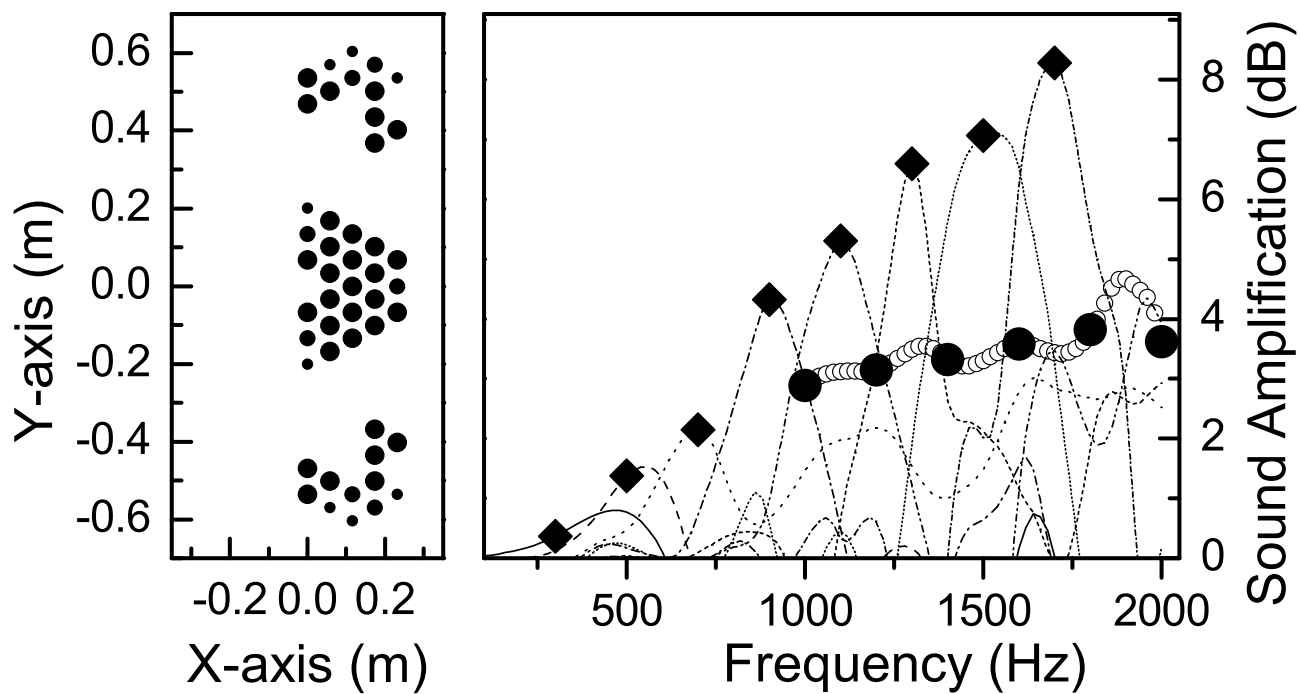 0.6
0.4
0.2
0.0
-0.2
-0.4
-0.6
Y-axis (m)
-0.2 0.0 0.2
X-axis (m)
8
6
4
2
0
Sound Amplification (dB)
500 1000 1500 2000
Frequency (Hz)